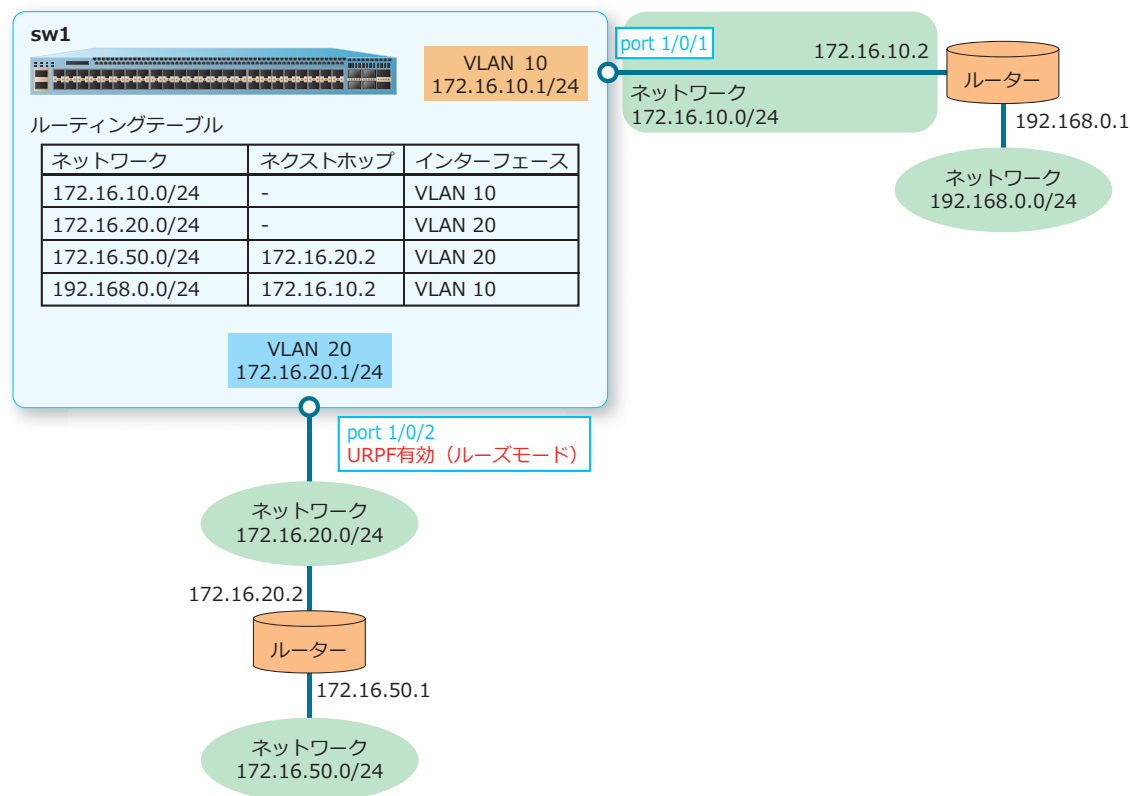 sw1
VLAN 10
172.16.10.1/24
port 1/0/1
172.16.10.2
ルーター
ネットワーク
172.16.10.0/24
192.168.0.1
ネットワーク
192.168.0.0/24
ルーティングテーブル
ネットワーク ネクストホップ インターフェース
172.16.10.0/24 - VLAN 10
172.16.20.0/24 - VLAN 20
172.16.50.0/24 172.16.20.2 VLAN 20
192.168.0.0/24 172.16.10.2 VLAN 10
VLAN 20
172.16.20.1/24
port 1/0/2
URPF有効（ルーズモード）
ネットワーク
172.16.20.0/24
172.16.20.2
ルーター
172.16.50.1
ネットワーク
172.16.50.0/24